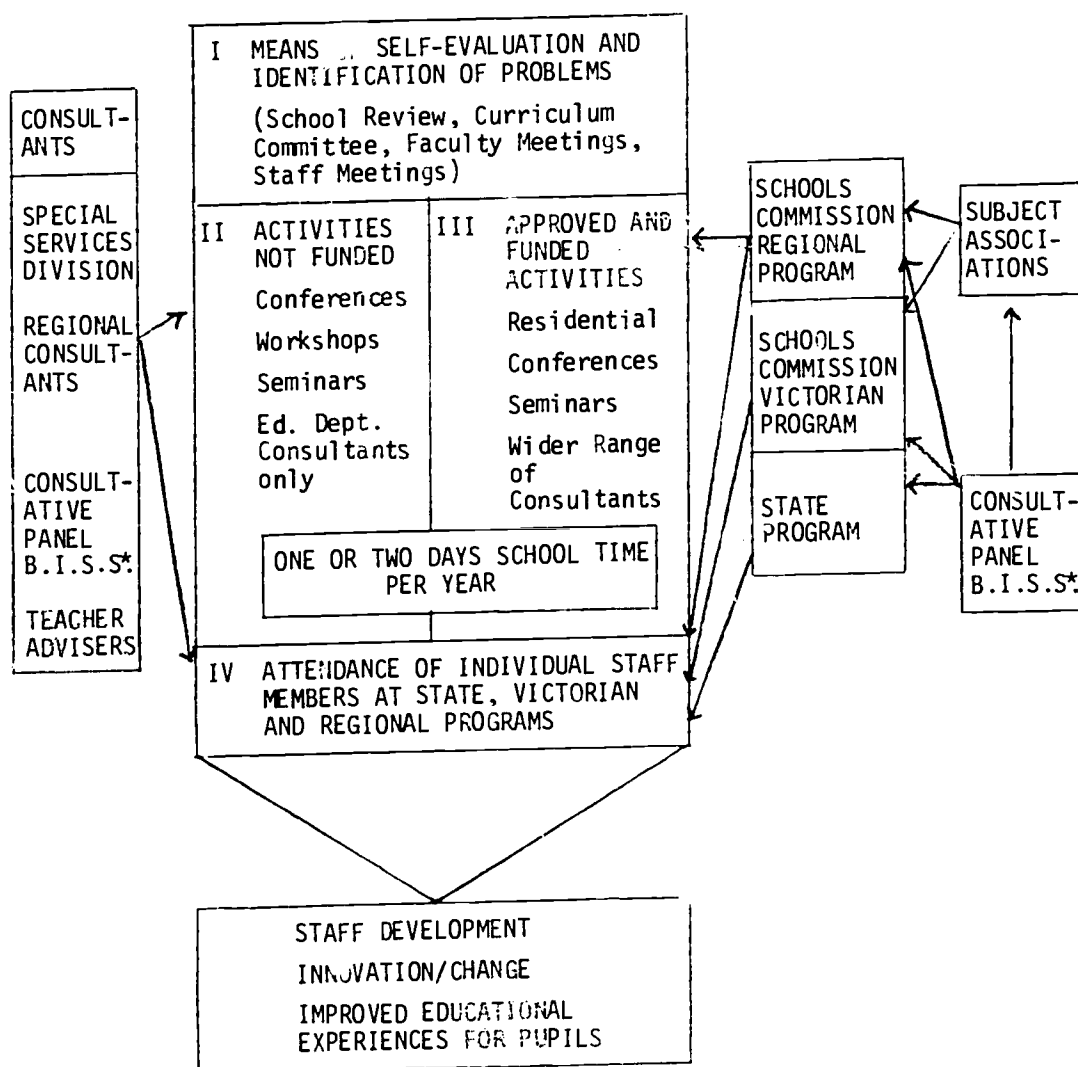 I MEANS SELF-EVALUATION AND
IDENTIFICATION OF PROBLEMS
(School Review, Curriculum
Committee, Faculty Meetings,
Staff Meetings)
CONSULT-
ANTS
SPECIAL
SERVICES
DIVISION
REGIONAL
CONSULT-
ANTS
CONSULT-
ATIVE
PANEL
B.I.S.S*.
TEACHER
ADVISERS
II ACTIVITIES
NOT FUNDED
Conferences
Workshops
Seminars
Ed. Dept.
Consultants
only
III APPROVED AND
FUNDED
ACTIVITIES
Residential
Conferences
Seminars
Wider Range
of
Consultants
ONE OR TWO DAYS SCHOOL TIME
PER YEAR
IV ATTENDANCE OF INDIVIDUAL STAFF
MEMBERS AT STATE, VICTORIAN
AND REGIONAL PROGRAMS
SCHOOLS
COMMISSION
REGIONAL
PROGRAM
SCHOOLS
COMMISSION
VICTORIAN
PROGRAM
STATE
PROGRAM
SUBJECT
ASSOCI-
ATIONS
CONSULT-
ATIVE
PANEL
B.I.S.S*.
STAFF DEVELOPMENT
INNOVATION/CHANGE
IMPROVED EDUCATIONAL
EXPERIENCES FOR PUPILS